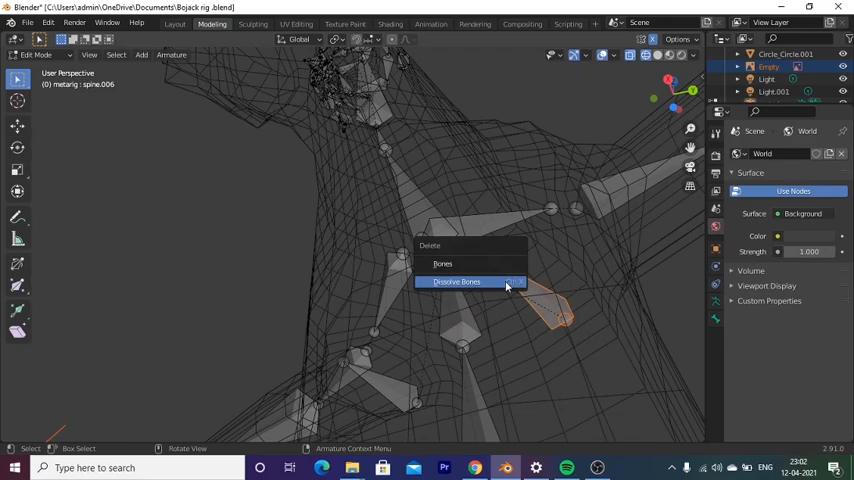 Blender* [C:\Users\admin\OneDrive\Documents\Bojack rig .blend]
File Edit Render Window Help Layout Modeling Sculpting UV Editing Texture Paint Shading Animation Rendering Compositing Scripting Scene View Layer
Global Options
Edit Mode View Select Add Armature
User Perspective
(0) metarig : spine.006
X
Y
Z
Circle_Circle.001
Empty
Light
Light.001
Scene World
World
Surface
Use Nodes
Surface Background
Color
Strength 1.000
Volume
Viewport Display
Custom Properties
Delete
Bones
Dissolve Bones Ctrl X
Select Box Select Rotate View Armature Context Menu 2.91.0
Type here to search
Pr
ENG
23:02
12-04-2021
2